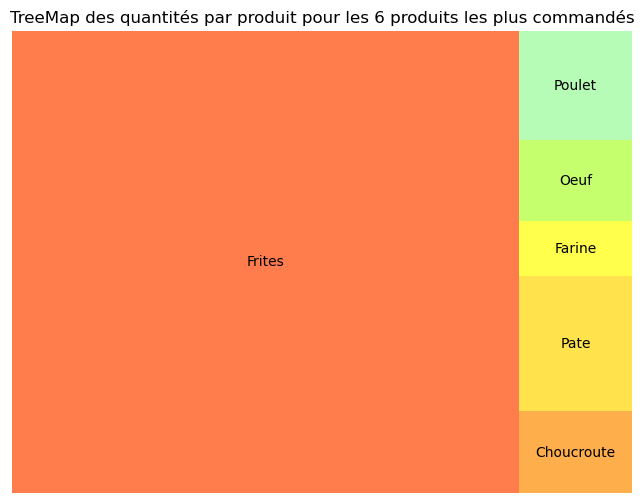 TreeMap des quantités par produit pour les 6 produits les plus commandés
Poulet
Oeuf
Farine
Frites
Pate
Choucroute